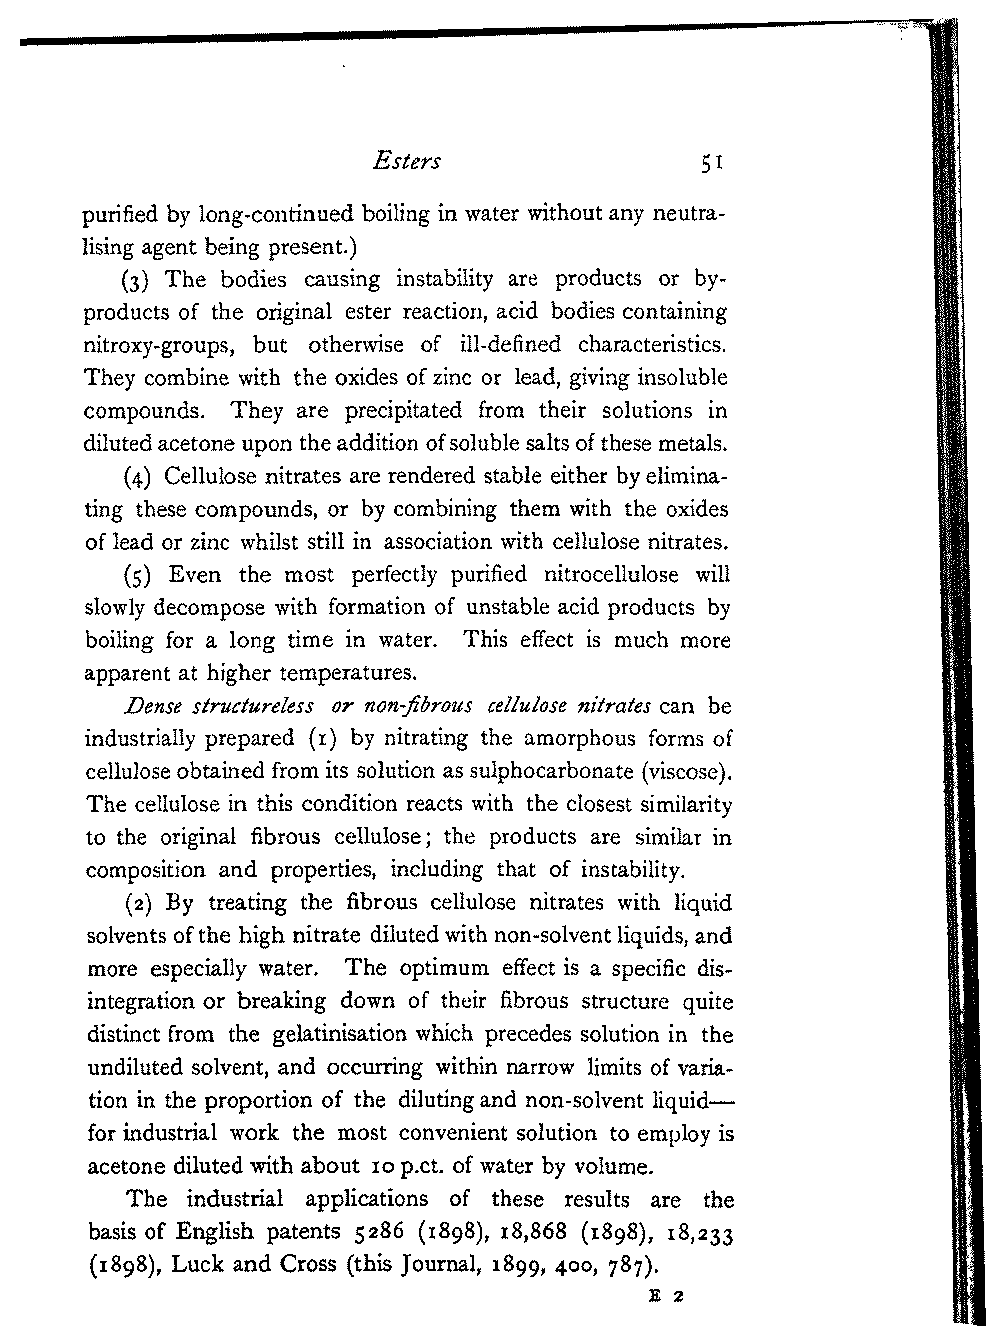 Esters 51
purified by long-continued boiling in water without any neutra-
lising agent being present.)
(3) The bodies causing instability are products or by-
products of the original ester reaction, acid bodies containing
nitroxy-groups, but otherwise of ill-defined characteristics.
They combine with the oxides of zinc or lead, giving insoluble
compounds. They are precipitated from their solutions in
diluted acetone upon the addition of soluble salts of these metals.
(4) Cellulose nitrates are rendered stable either by elimina-
ting these compounds, or by combining them with the oxides
of lead or zinc whilst still in association with cellulose nitrates.
(5) Even the most perfectly purified nitrocellulose will
slowly decompose with formation of unstable acid products by
boiling for a long time in water. This effect is much more
apparent at higher temperatures.
Dense structureless or non-fibrous cellulose nitrates can be
industrially prepared (1) by nitrating the amorphous forms of
cellulose obtained from its solution as sulphocarbonate (viscose).
The cellulose in this condition reacts with the closest similarity
to the original fibrous cellulose; the products are similar in
composition and properties, including that of instability.
(2) By treating the fibrous cellulose nitrates with liquid
solvents of the high nitrate diluted with non-solvent liquids, and
more especially water. The optimum effect is a specific dis-
integration or breaking down of their fibrous structure quite
distinct from the gelatinisation which precedes solution in the
undiluted solvent, and occurring within narrow limits of varia-
tion in the proportion of the diluting and non-solvent liquid—
for industrial work the most convenient solution to employ is
acetone diluted with about 10 p.ct. of water by volume.
The industrial applications of these results are the
basis of English patents 5286 (1898), 18,868 (1898), 18,233
(1898), Luck and Cross (this Journal, 1899, 400, 787).
E 2